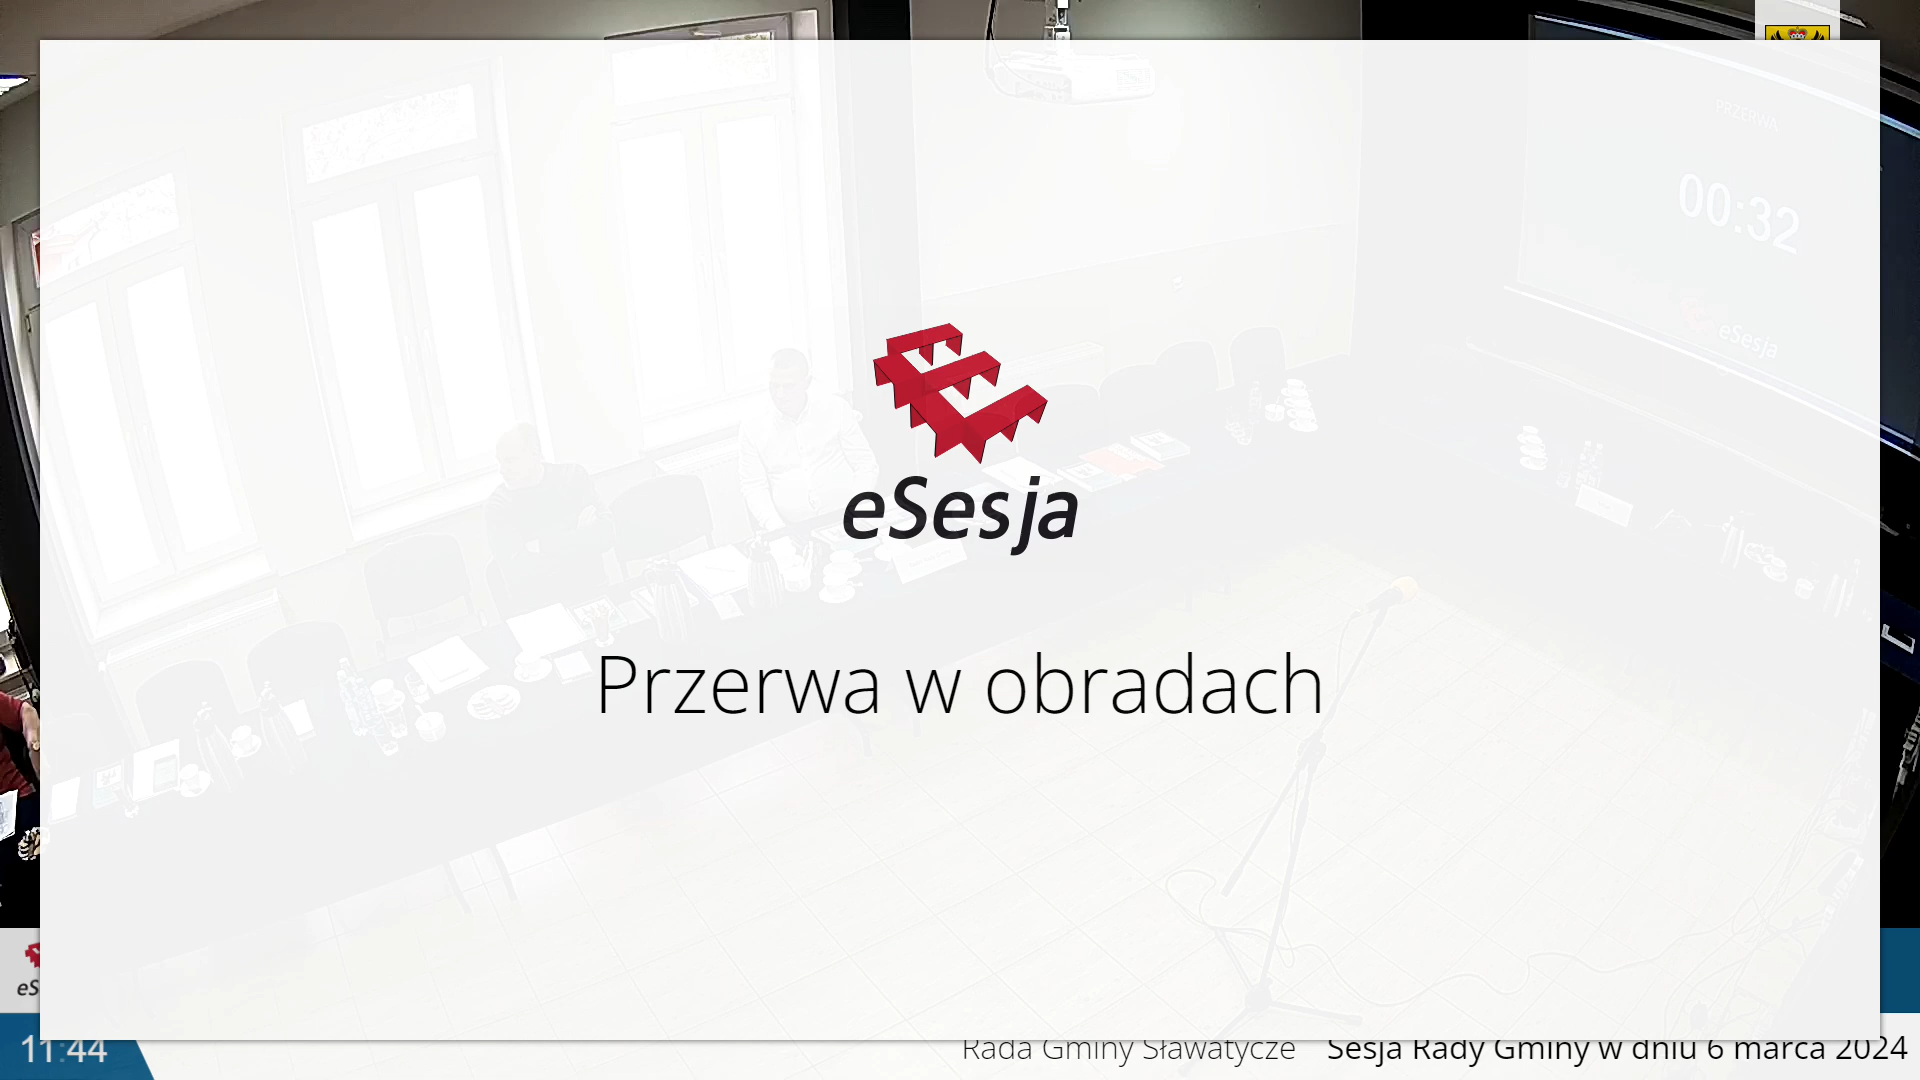 PRZERWA
00:32
eSesja
eSesja
Przerwa w obradach
eS
11:44
Rada Gminy Sławatycze Sesja Rady Gminy w dniu 6 marca 2024